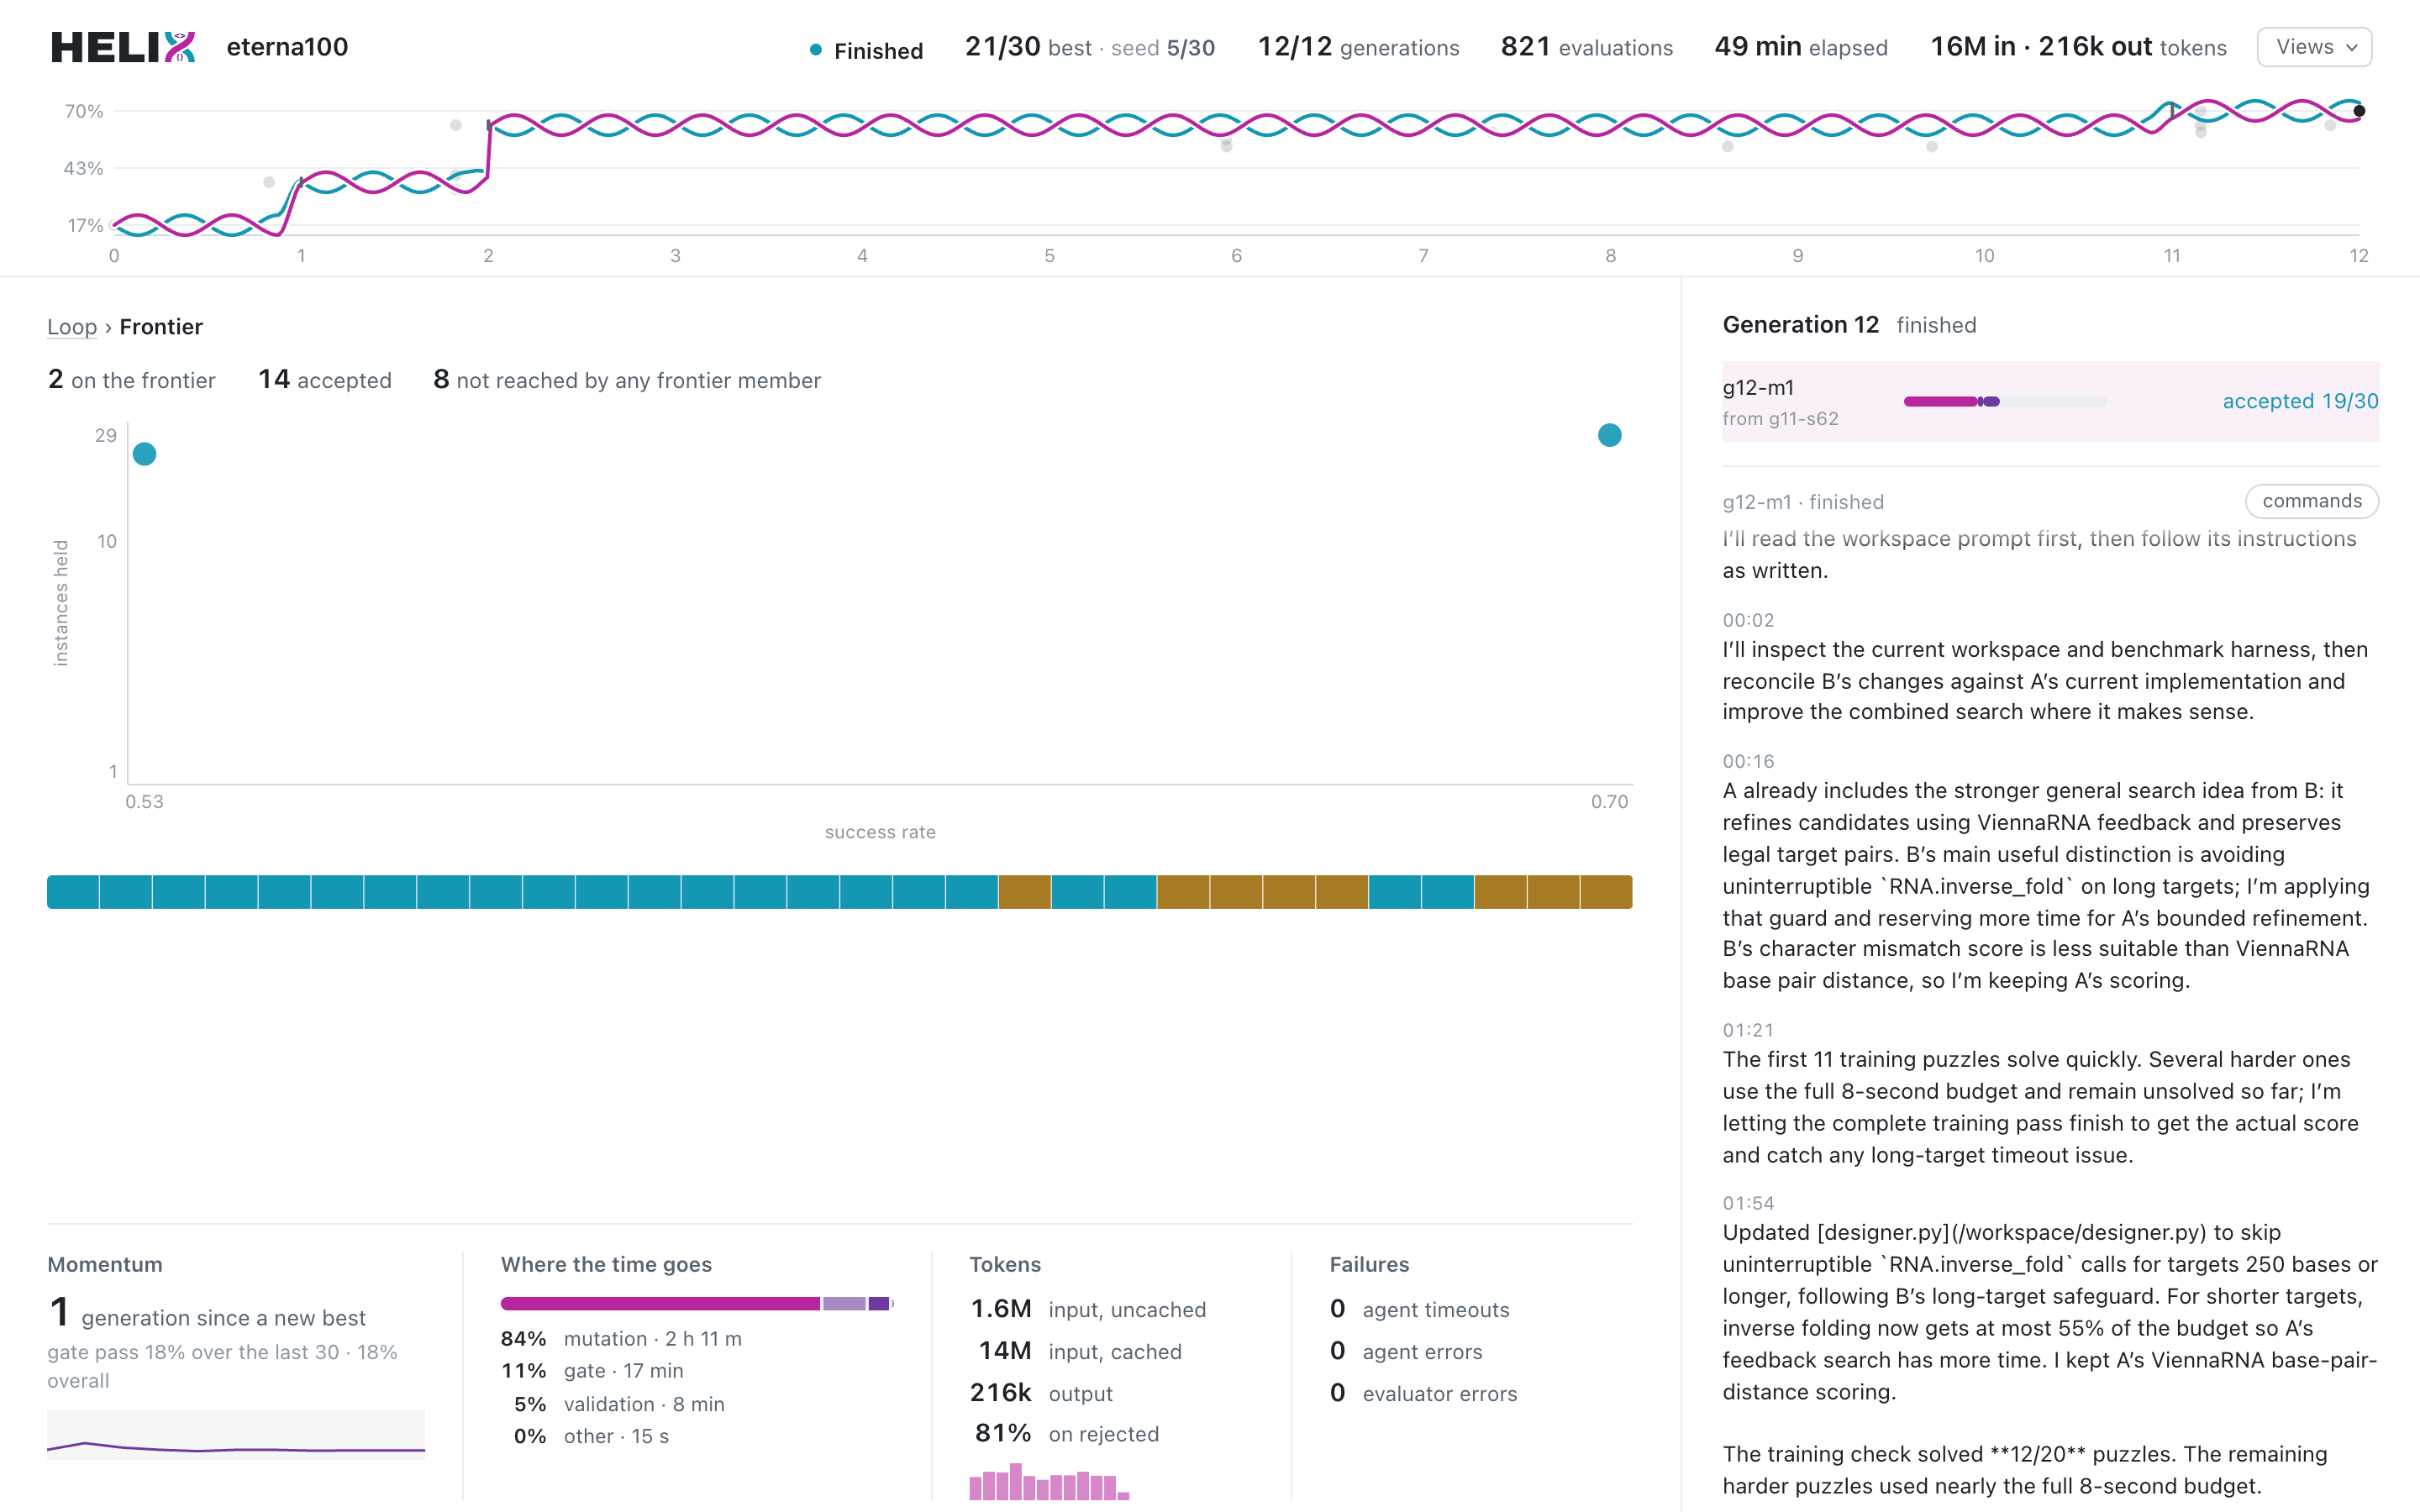 HELIX eterna100
Finished 21/30 best · seed 5/30 12/12 generations 821 evaluations 49 min elapsed 16M in · 216k out tokens Views
70%
43%
17%
0 1 2 3 4 5 6 7 8 9 10 11 12
Loop › Frontier
2 on the frontier 14 accepted 8 not reached by any frontier member
29
10
1
instances held
0.53 0.70
success rate
Momentum
1 generation since a new best
gate pass 18% over the last 30 · 18%
overall
Where the time goes
84% mutation · 2 h 11 m
11% gate · 17 min
5% validation · 8 min
0% other · 15 s
Tokens
1.6M input, uncached
14M input, cached
216k output
81% on rejected
Failures
0 agent timeouts
0 agent errors
0 evaluator errors
Generation 12 finished
g12-m1
from g11-s62
accepted 19/30
g12-m1 · finished commands
I’ll read the workspace prompt first, then follow its instructions
as written.
00:02
I’ll inspect the current workspace and benchmark harness, then
reconcile B’s changes against A’s current implementation and
improve the combined search where it makes sense.
00:16
A already includes the stronger general search idea from B: it
refines candidates using ViennaRNA feedback and preserves
legal target pairs. B’s main useful distinction is avoiding
uninterruptible `RNA.inverse_fold` on long targets; I’m applying
that guard and reserving more time for A’s bounded refinement.
B’s character mismatch score is less suitable than ViennaRNA
base pair distance, so I’m keeping A’s scoring.
01:21
The first 11 training puzzles solve quickly. Several harder ones
use the full 8-second budget and remain unsolved so far; I’m
letting the complete training pass finish to get the actual score
and catch any long-target timeout issue.
01:54
Updated [designer.py](/workspace/designer.py) to skip
uninterruptible `RNA.inverse_fold` calls for targets 250 bases or
longer, following B’s long-target safeguard. For shorter targets,
inverse folding now gets at most 55% of the budget so A’s
feedback search has more time. I kept A’s ViennaRNA base-pair-
distance scoring.
The training check solved **12/20** puzzles. The remaining
harder puzzles used nearly the full 8-second budget.